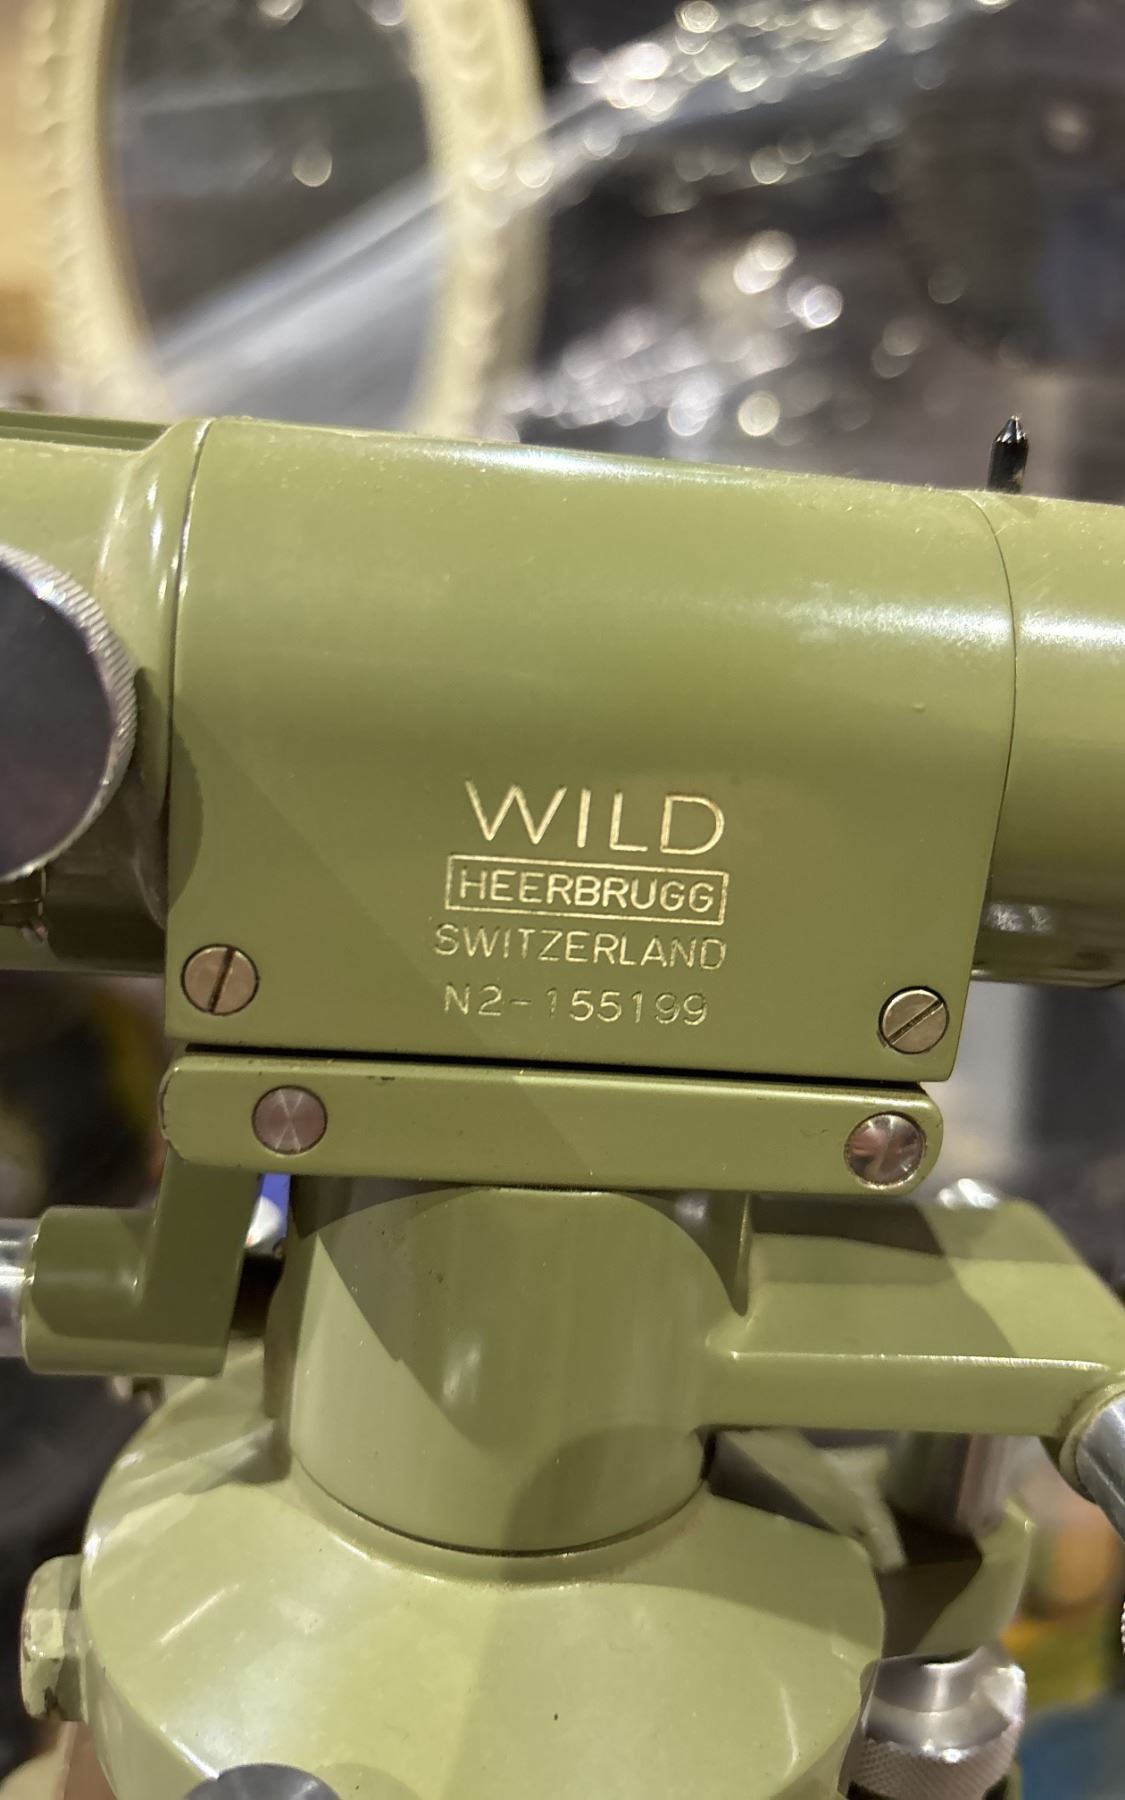 WILD
HEERBRUGG
SWITZERLAND
N2-155199